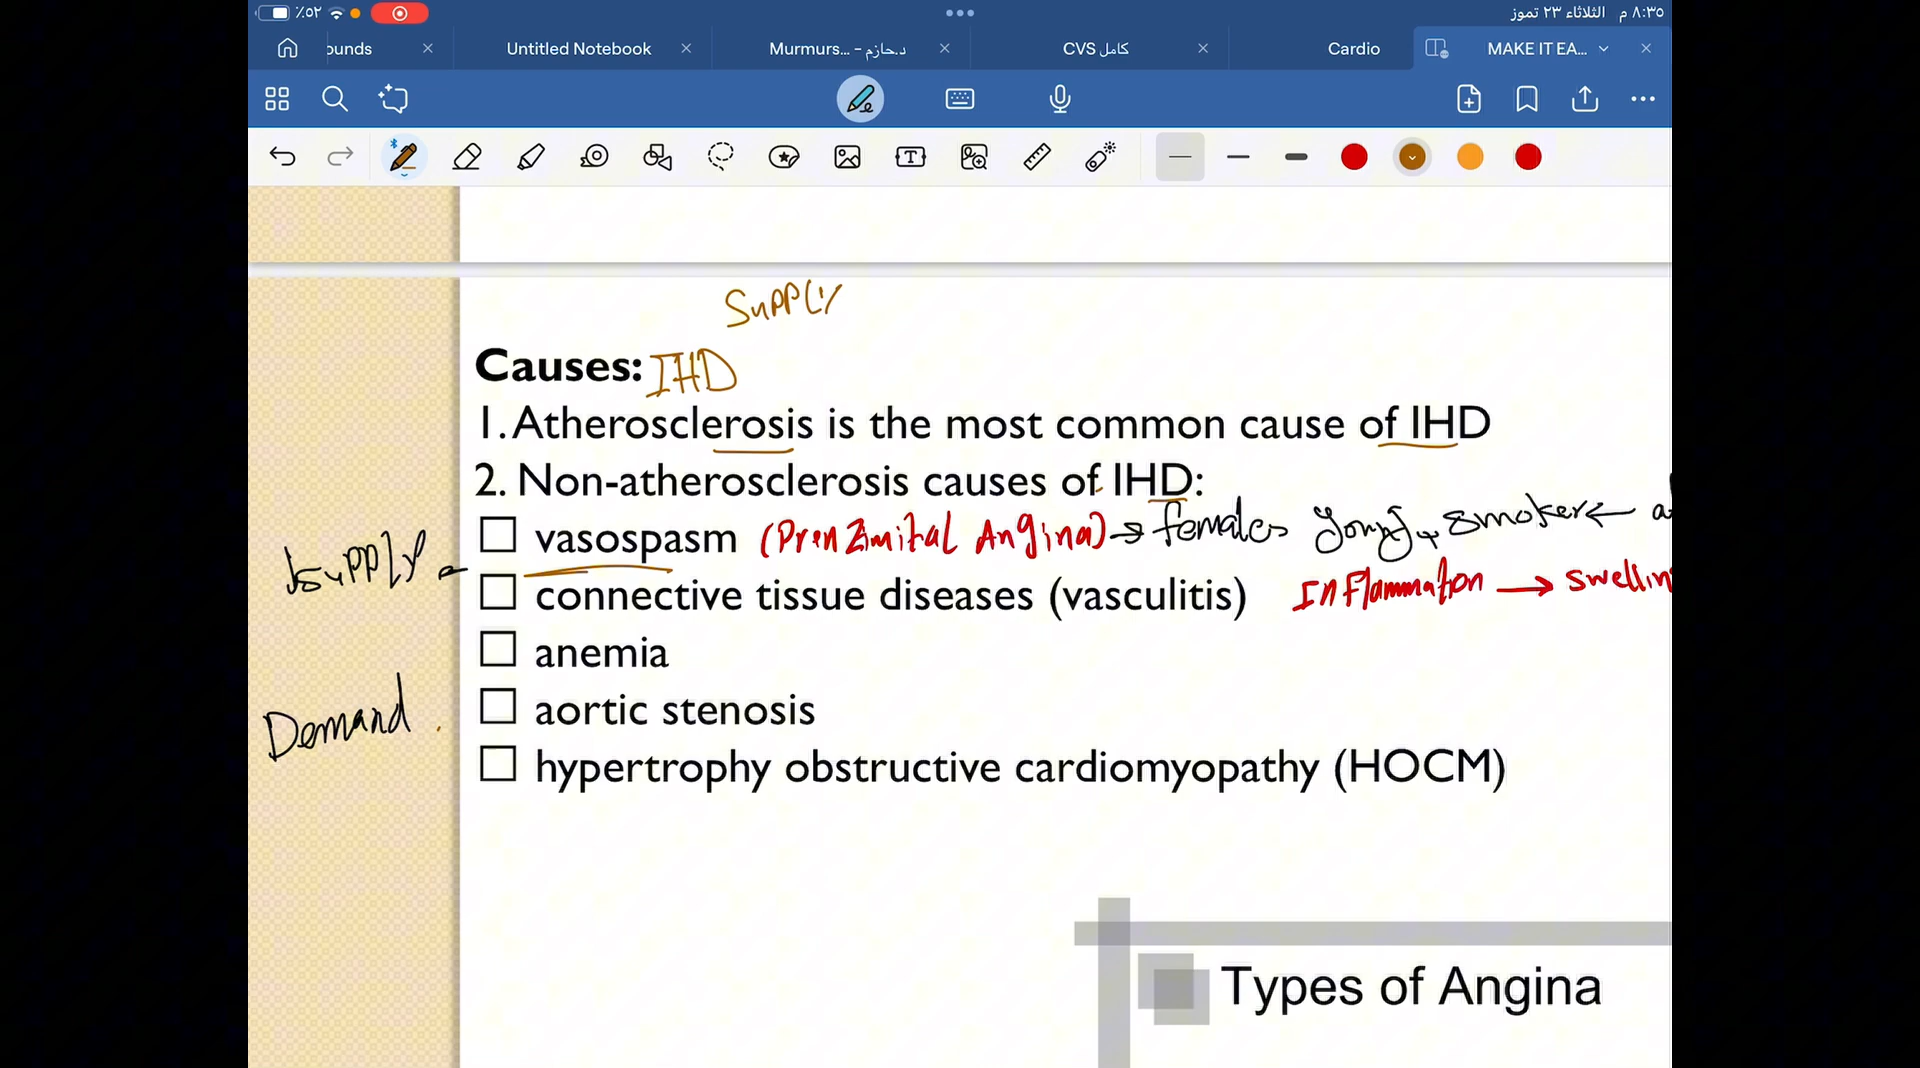 ٪٥٢ ٨:٣٥ م الثلاثاء ٢٣ تموز
ounds Untitled Notebook Murmurs... – د.حازم CVS كامل Cardio MAKE IT EA...
SUPPLY
Causes: IHD
1. Atherosclerosis is the most common cause of IHD
2. Non-atherosclerosis causes of IHD:
☐ vasospasm (PrenZimital Angina) → females young + smoker ←
supply
☐ connective tissue diseases (vasculitis) Inflammation → swellin
☐ anemia
Demand
☐ aortic stenosis
☐ hypertrophy obstructive cardiomyopathy (HOCM)
Types of Angina